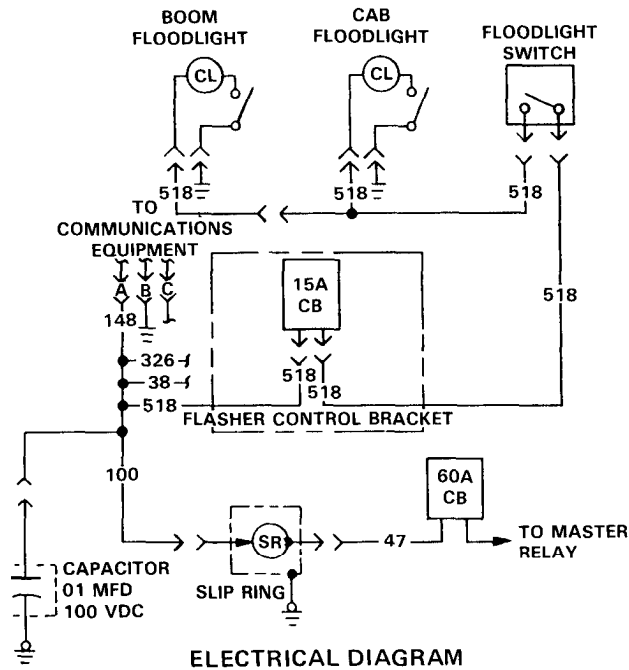 BOOM
FLOODLIGHT
CAB
FLOODLIGHT
FLOODLIGHT
SWITCH
CL
CL
518
518
518
TO
COMMUNICATIONS
EQUIPMENT
A B C
148
15A
CB
518
326
38
518
518
518
FLASHER CONTROL BRACKET
100
60A
CB
SR
47
TO MASTER
RELAY
SLIP RING
CAPACITOR
01 MFD
100 VDC
ELECTRICAL DIAGRAM